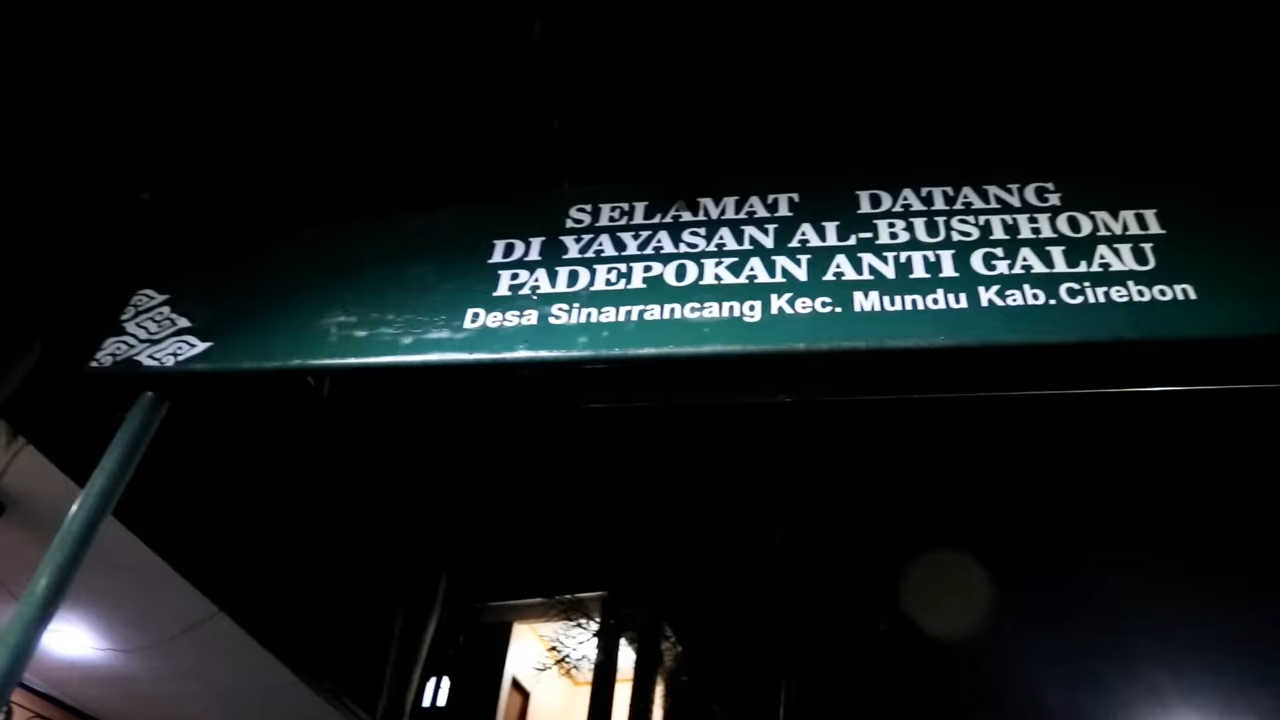 SELAMAT DATANG
DI YAYASAN AL-BUSTHOMI
PADEPOKAN ANTI GALAU
Desa Sinarrancang Kec. Mundu Kab. Cirebon